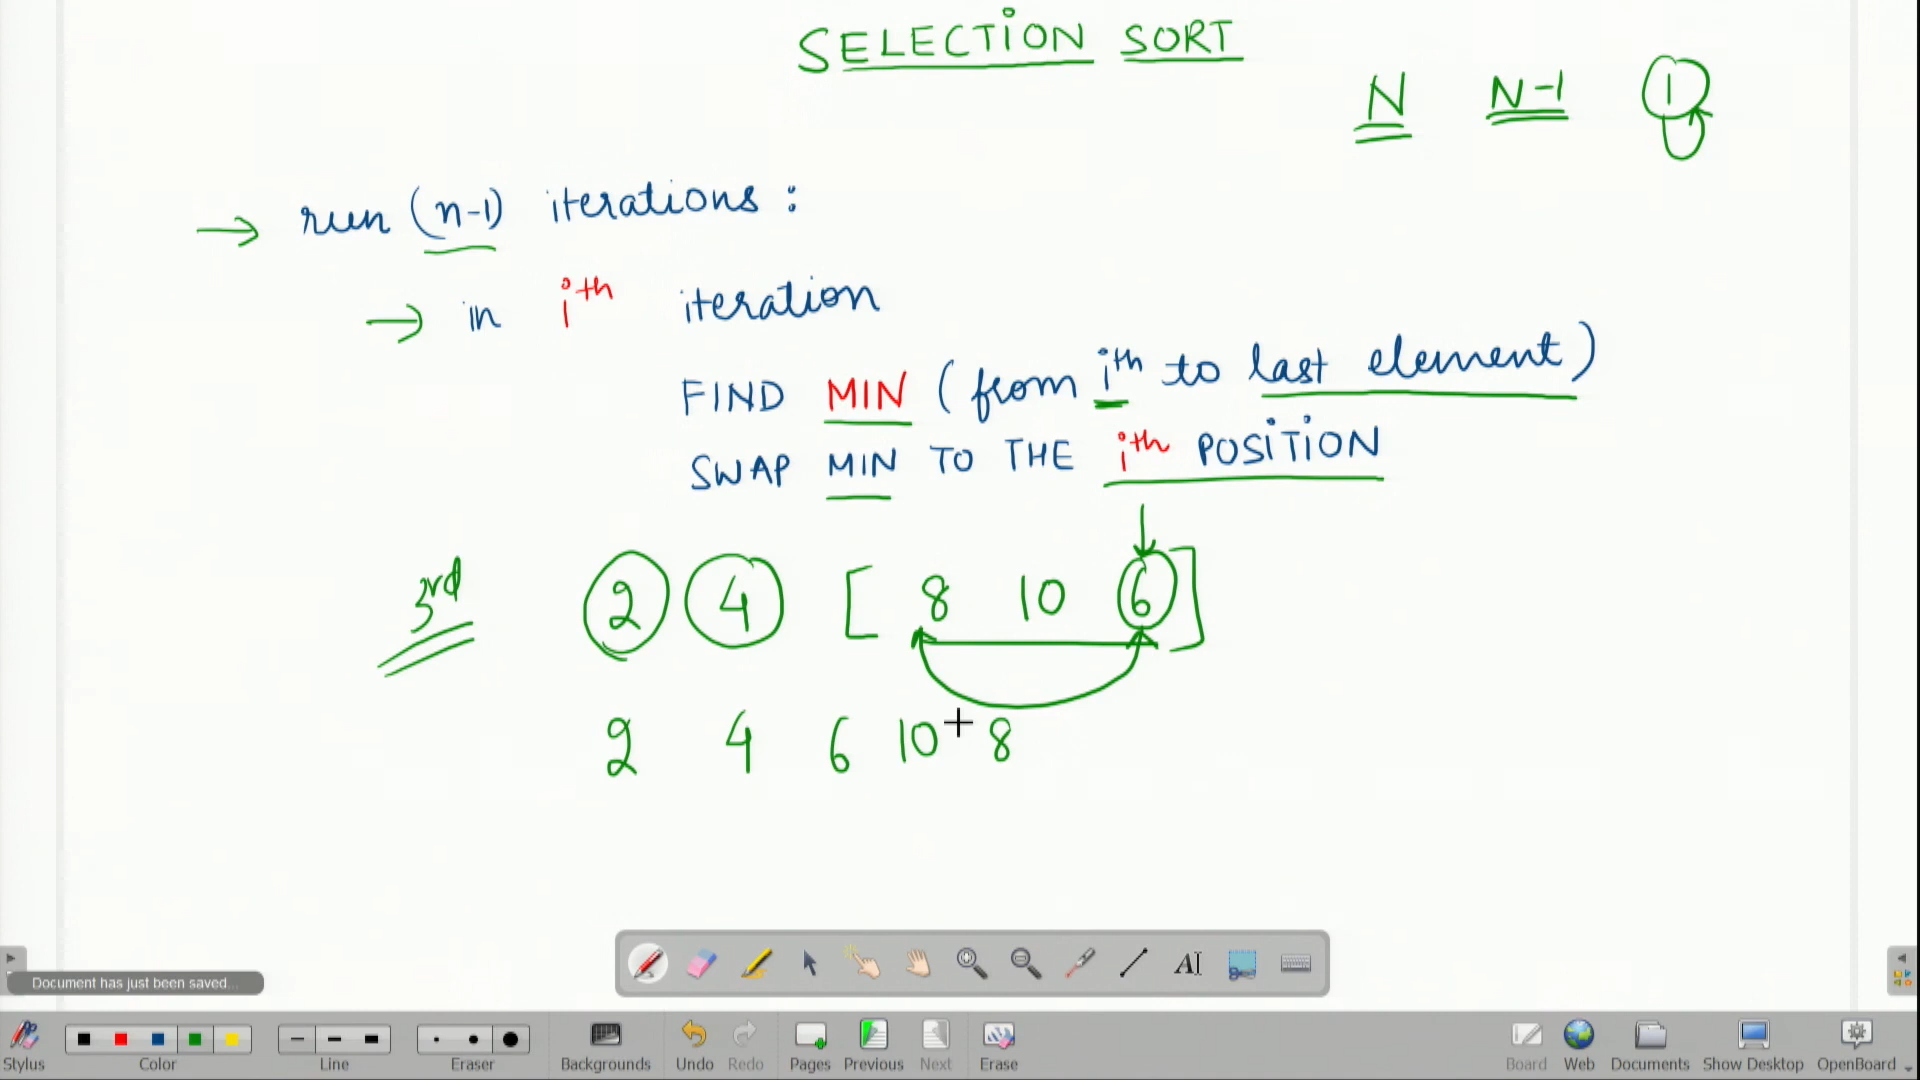 SELECTION SORT
N N-1 1
→ run (n-1) iterations :
→ in ith iteration
FIND MIN (from ith to last element)
SWAP MIN TO THE ith POSITION
3rd 2 4 [ 8 10 6 ]
2 4 6 10 8
Document has just been saved...
Stylus Color Line Eraser Backgrounds Undo Redo Pages Previous Next Erase Board Web Documents Show Desktop OpenBoard